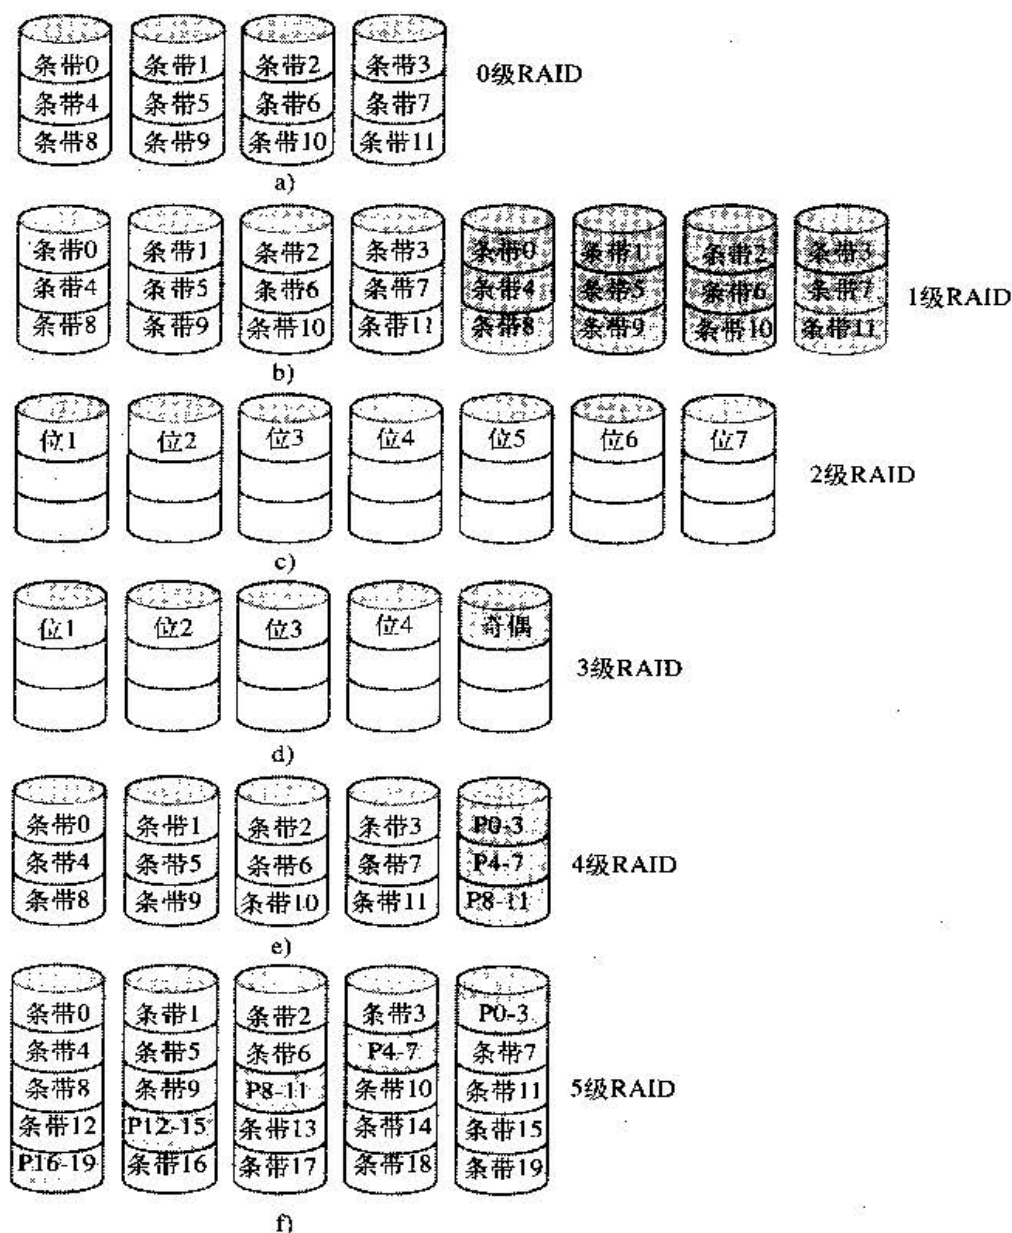 条带0 条带1 条带2 条带3
0级RAID
条带4 条带5 条带6 条带7
条带8 条带9 条带10 条带11
a)
条带0 条带1 条带2 条带3 条带0 条带1 条带2 条带3
条带4 条带5 条带6 条带7 条带4 条带5 条带6 条带7
1级RAID
条带8 条带9 条带10 条带11 条带8 条带9 条带10 条带11
b)
位1 位2 位3 位4 位5 位6 位7
2级RAID
c)
位1 位2 位3 位4 奇偶
3级RAID
d)
条带0 条带1 条带2 条带3 P0-3
条带4 条带5 条带6 条带7 P4-7
4级RAID
条带8 条带9 条带10 条带11 P8-11
e)
条带0 条带1 条带2 条带3 P0-3
条带4 条带5 条带6 P4-7 条带7
条带8 条带9 P8-11 条带10 条带11
5级RAID
条带12 P12-15 条带13 条带14 条带15
P16-19 条带16 条带17 条带18 条带19
f)